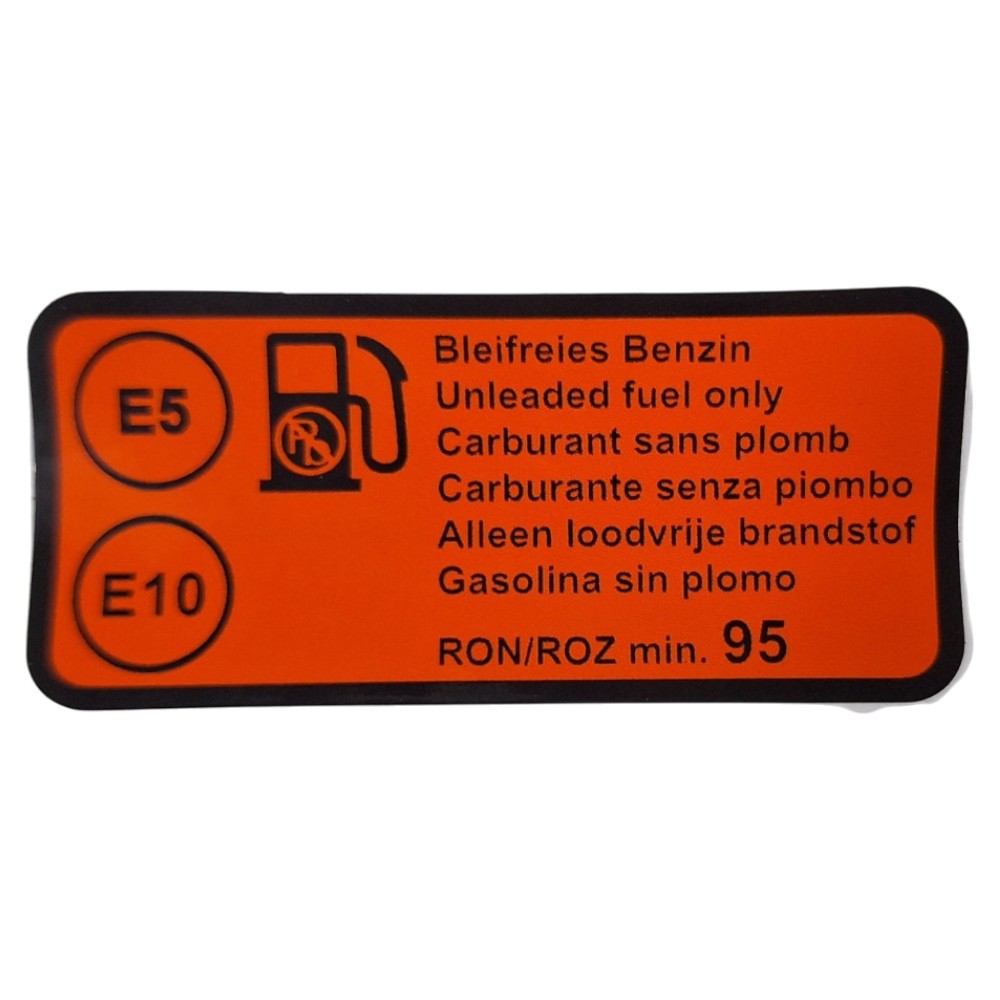 E5
E10
Pb
Bleifreies Benzin
Unleaded fuel only
Carburant sans plomb
Carburante senza piombo
Alleen loodvrije brandstof
Gasolina sin plomo
RON/ROZ min. 95